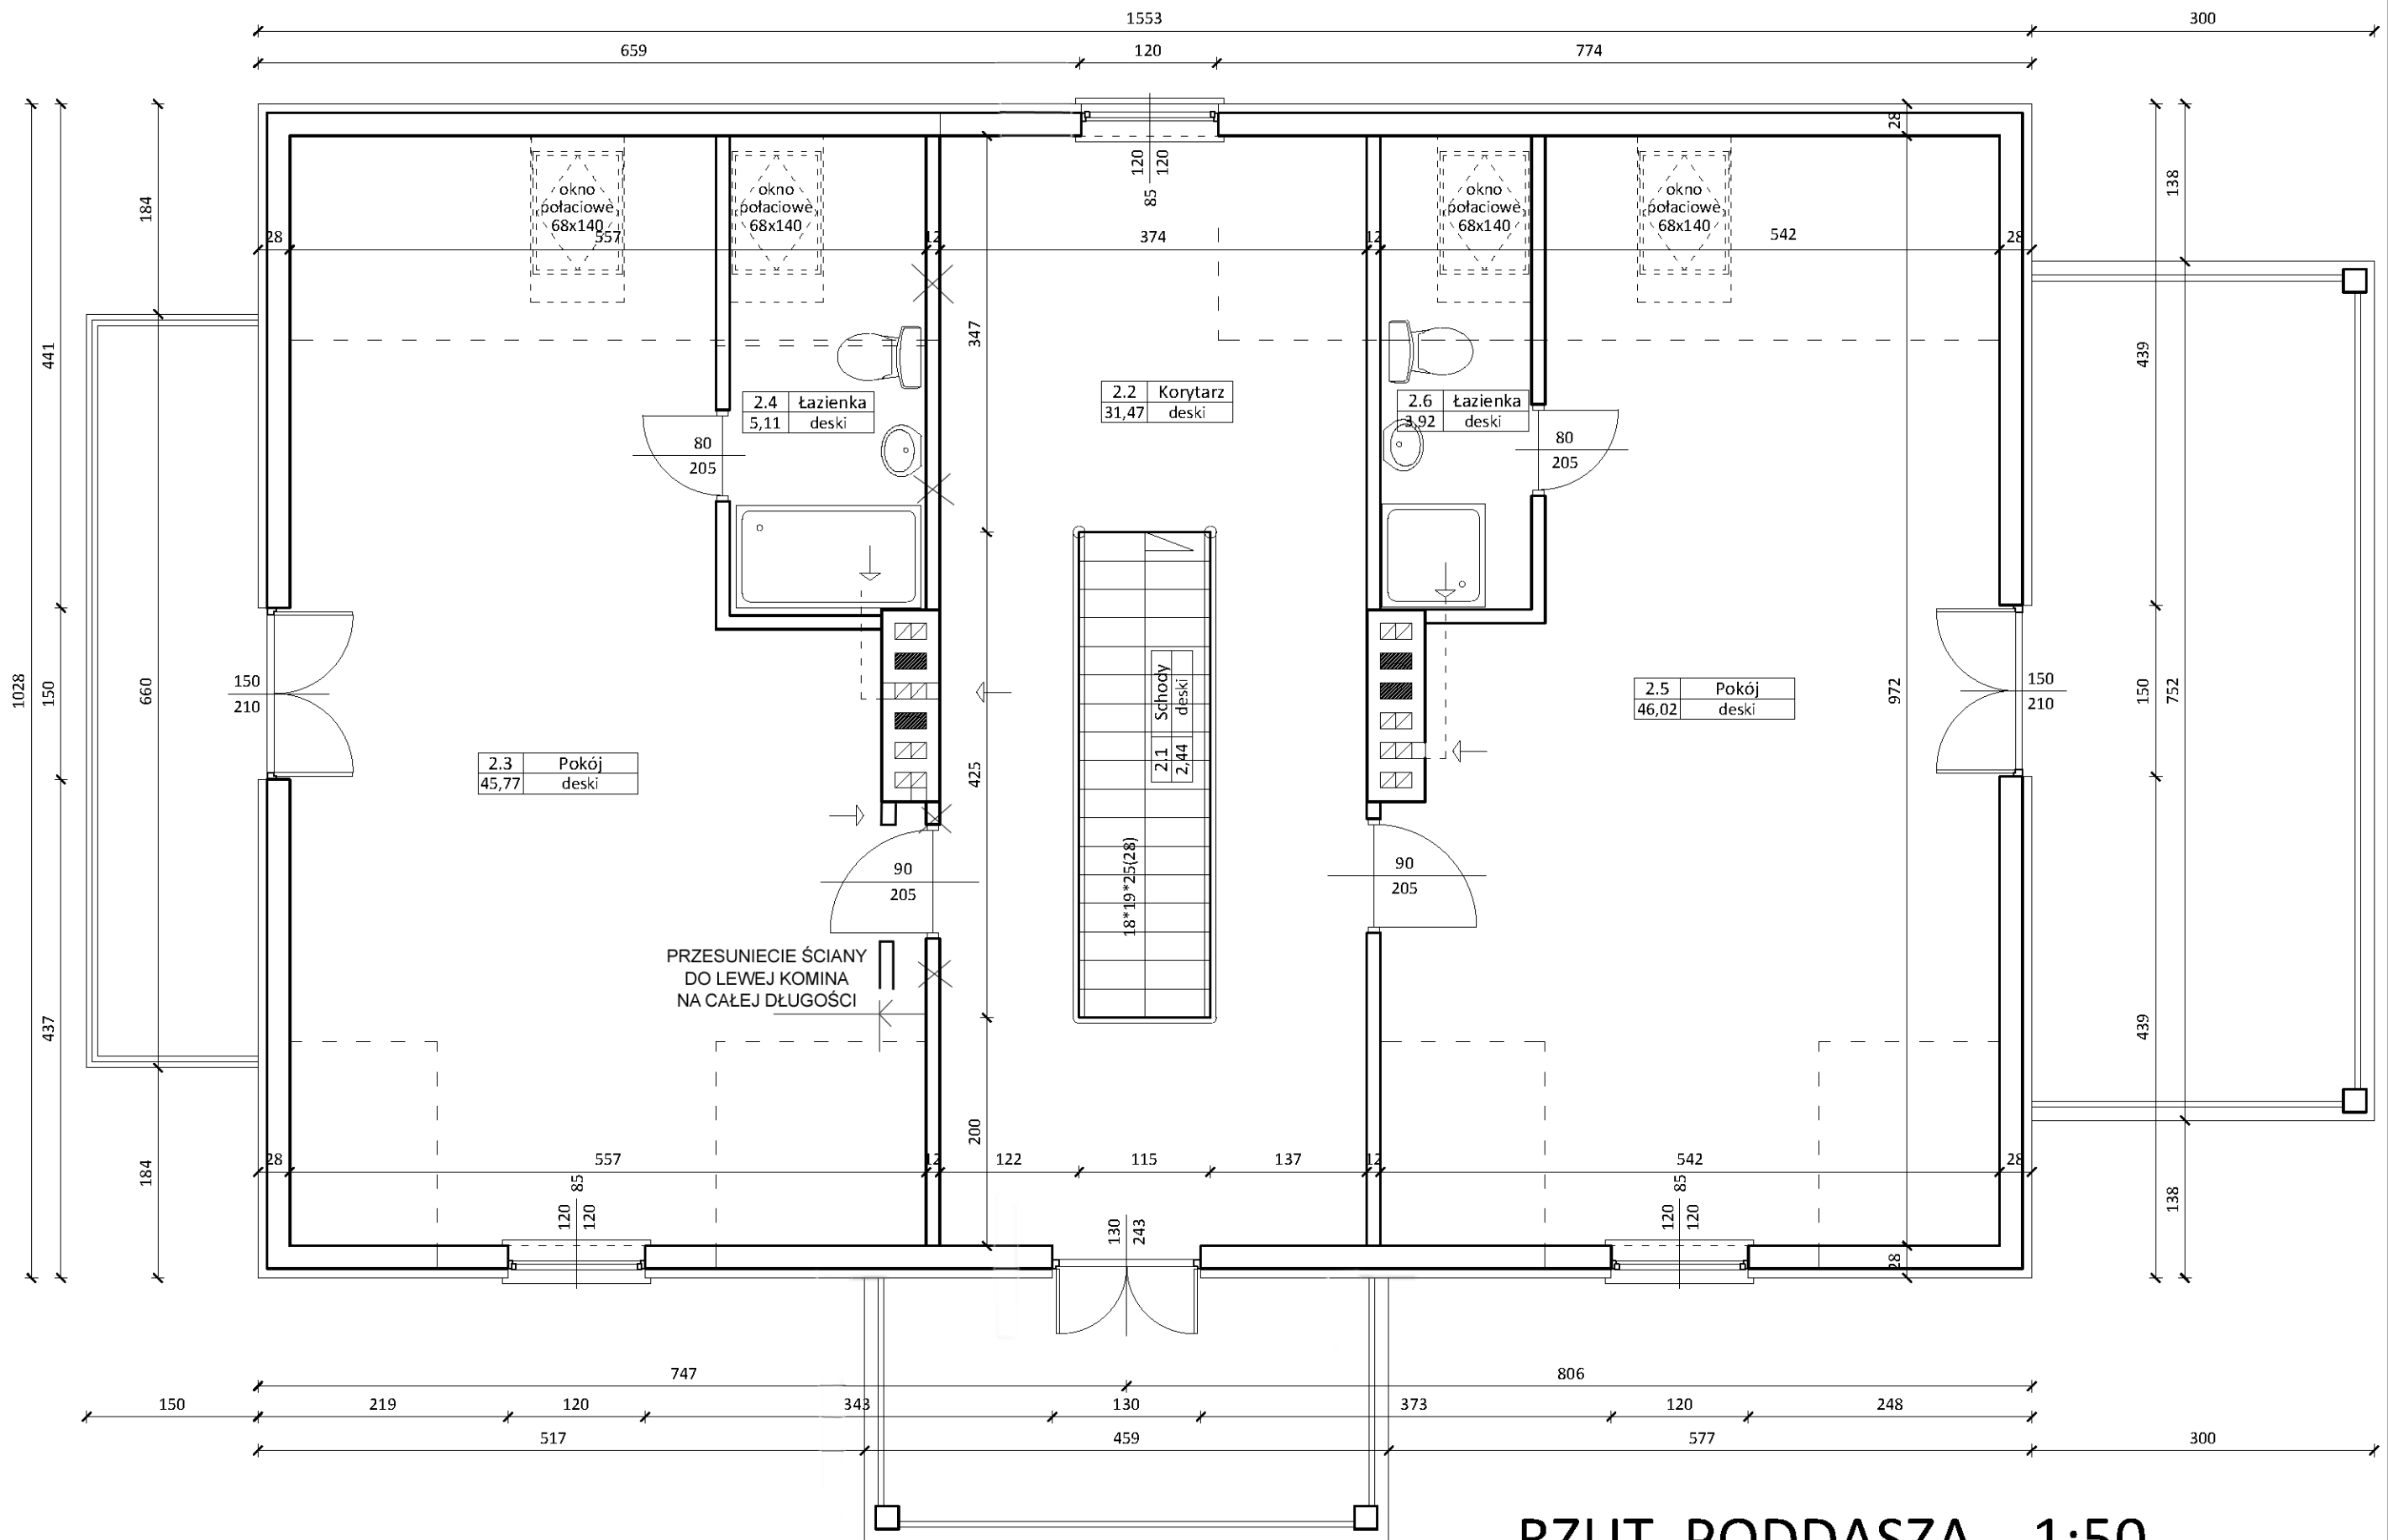 1553
300
659
120
774
28
184
138
okno
połaciowe
68x140
okno
połaciowe
68x140
120
120
85
okno
połaciowe
68x140
okno
połaciowe
68x140
28
557
12
374
12
542
28
441
347
439
2.4 Łazienka
5,11 deski
2.2 Korytarz
31,47 deski
2.6 Łazienka
3,92 deski
80
205
80
205
1028
150
660
150
210
2.1 Schody
2,44 deski
2.5 Pokój
46,02 deski
972
150
210
150
752
2.3 Pokój
45,77 deski
425
18*19*25(28)
90
205
90
205
PRZESUNIECIE ŚCIANY
DO LEWEJ KOMINA
NA CAŁEJ DŁUGOŚCI
437
439
184
200
138
28
557
12
122
115
137
12
542
28
120
120
85
130
243
120
120
85
28
747
806
150
219
120
343
130
373
120
248
517
459
577
300
RZUT PODDASZA 1:50